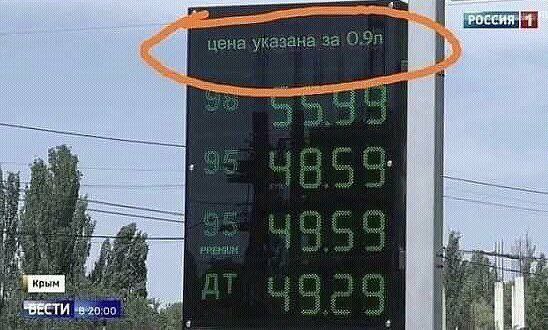 РОССИЯ 1
цена указана за 0.9л
98 55.99
95 48.59
95 49.59
PREMIUM
ДТ 49.29
Крым
ВЕСТИ В 20:00